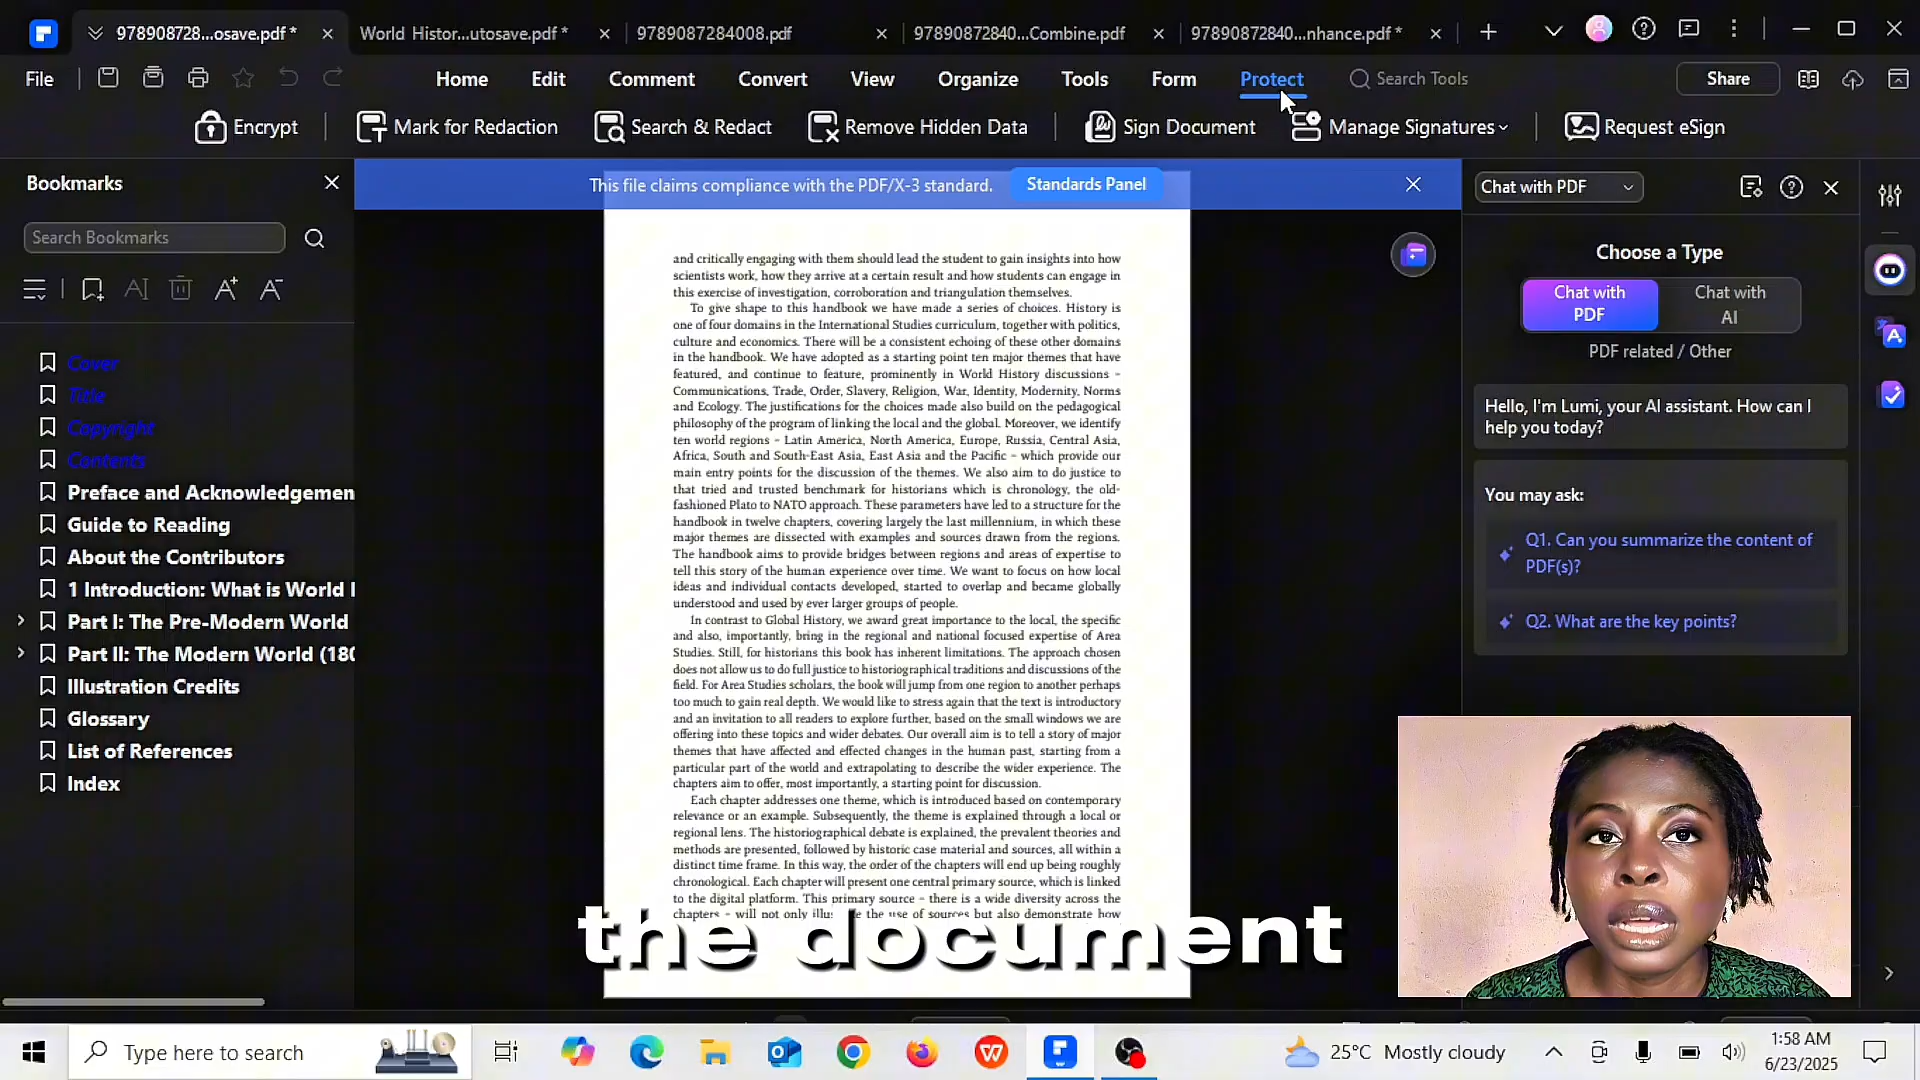 978908728...osave.pdf *
World Histor...utosave.pdf *
9789087284008.pdf
97890872840...Combine.pdf
97890872840...nhance.pdf *
File
Home
Edit
Comment
Convert
View
Organize
Tools
Form
Protect
Search Tools
Share
Encrypt
Mark for Redaction
Search & Redact
Remove Hidden Data
Sign Document
Manage Signatures
Request eSign
Bookmarks
Search Bookmarks
Cover
Title
Copyright
Contents
Preface and Acknowledgemen
Guide to Reading
About the Contributors
1 Introduction: What is World
Part I: The Pre-Modern World
Part II: The Modern World (180
Illustration Credits
Glossary
List of References
Index
This file claims compliance with the PDF/X-3 standard.
Standards Panel
and critically engaging with them should lead the student to gain insights into how
scientists work, how they arrive at a certain result and how students can engage in
this exercise of investigation, corroboration and triangulation themselves.
To give shape to this handbook we have made a series of choices. History is
one of four domains in the International Studies curriculum, together with politics,
culture and economics. There will be a consistent echoing of these other domains
in the handbook. We have adopted as a starting point ten major themes that have
featured, and continue to feature, prominently in World History discussions –
Communications, Trade, Order, Slavery, Religion, War, Identity, Modernity, Norms
and Ecology. The justifications for the choices made also build on the pedagogical
philosophy of the program of linking the local and the global. Moreover, we identify
ten world regions – Latin America, North America, Europe, Russia, Central Asia,
Africa, South and South-East Asia, East Asia and the Pacific – which provide our
main entry points for the discussion of the themes. We also aim to do justice to
that tried and trusted benchmark for historians which is chronology, the old-
fashioned Plato to NATO approach. These parameters have led to a structure for the
handbook in twelve chapters, covering largely the last millennium, in which these
major themes are dissected with examples and sources drawn from the regions.
The handbook aims to provide bridges between regions and areas of expertise to
tell this story of the human experience over time. We want to focus on how local
ideas and individual contacts developed, started to overlap and became globally
understood and used by ever larger groups of people.
In contrast to Global History, we award great importance to the local, the specific
and also, importantly, bring in the regional and national focused expertise of Area
Studies. Still, for historians this book has inherent limitations. The approach chosen
does not allow us to do full justice to historiographical traditions and discussions of the
field. For Area Studies scholars, the book will jump from one region to another perhaps
too much to gain real depth. We would like to stress again that the text is introductory
and an invitation to all readers to explore further, based on the small windows we are
offering into these topics and wider debates. Our overall aim is to tell a story of major
themes that have affected and effected changes in the human past, starting from a
particular part of the world and extrapolating to describe the wider experience. The
chapters aim to offer, most importantly, a starting point for discussion.
Each chapter addresses one theme, which is introduced based on contemporary
relevance or an example. Subsequently, the theme is explained through a local or
regional lens. The historiographical debate is explained, the prevalent theories and
methods are presented, followed by historic case material and sources, all within a
distinct time frame. In this way, the order of the chapters will end up being roughly
chronological. Each chapter will present one central primary source, which is linked
to the digital platform. This primary source – there is a wide diversity across the
chapters – will not only the use of sources but also demonstrate how
the document
Chat with PDF
Choose a Type
Chat with
PDF
Chat with
AI
PDF related / Other
Hello, I'm Lumi, your AI assistant. How can I
help you today?
You may ask:
Q1. Can you summarize the content of
PDF(s)?
Q2. What are the key points?
Type here to search
25°C Mostly cloudy
1:58 AM
6/23/2025